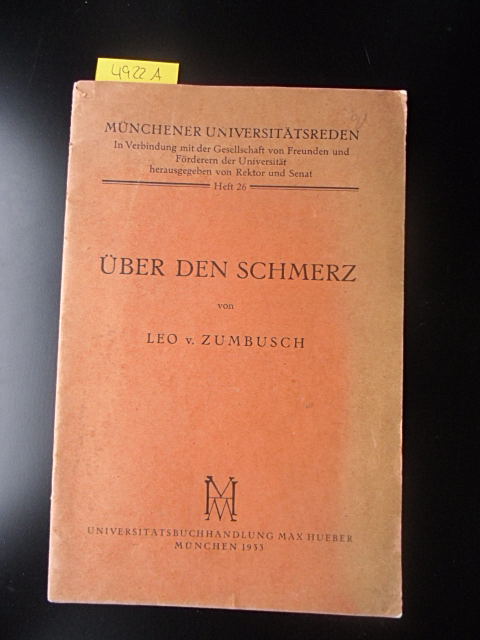 4922 A
MÜNCHENER UNIVERSITÄTSREDEN
In Verbindung mit der Gesellschaft von Freunden und
Förderern der Universität
herausgegeben von Rektor und Senat
Heft 26
ÜBER DEN SCHMERZ
von
LEO v. ZUMBUSCH
MH
UNIVERSITÄTSBUCHHANDLUNG MAX HUEBER
MÜNCHEN 1933